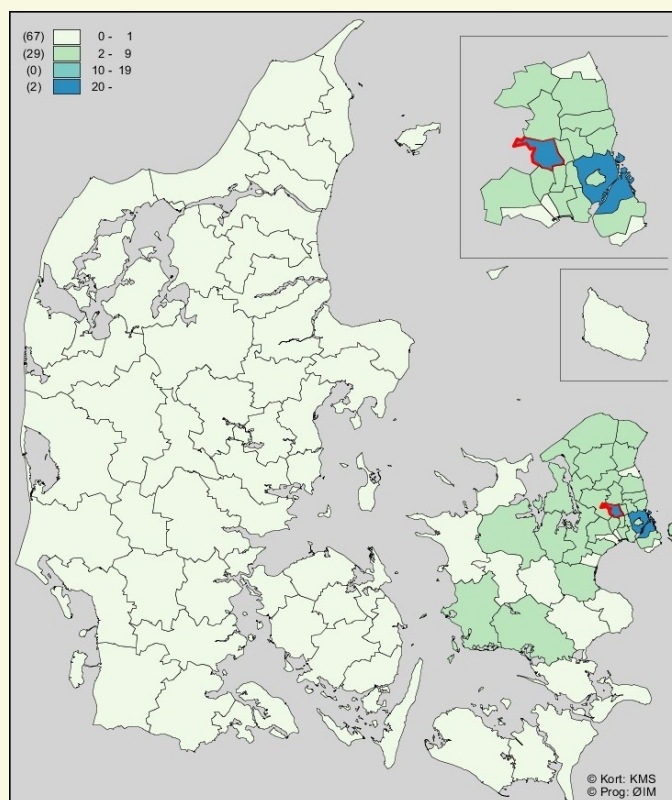 (67) 0 - 1
(29) 2 - 9
(0) 10 - 19
(2) 20 -
© Kort: KMS
© Prog: ØIM